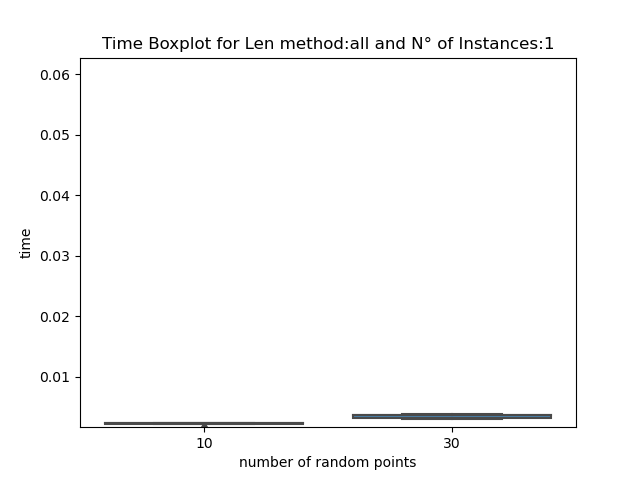 Time Boxplot for Len method:all and N° of Instances:1
0.06
0.05
0.04
0.03
0.02
0.01
time
10 30
number of random points